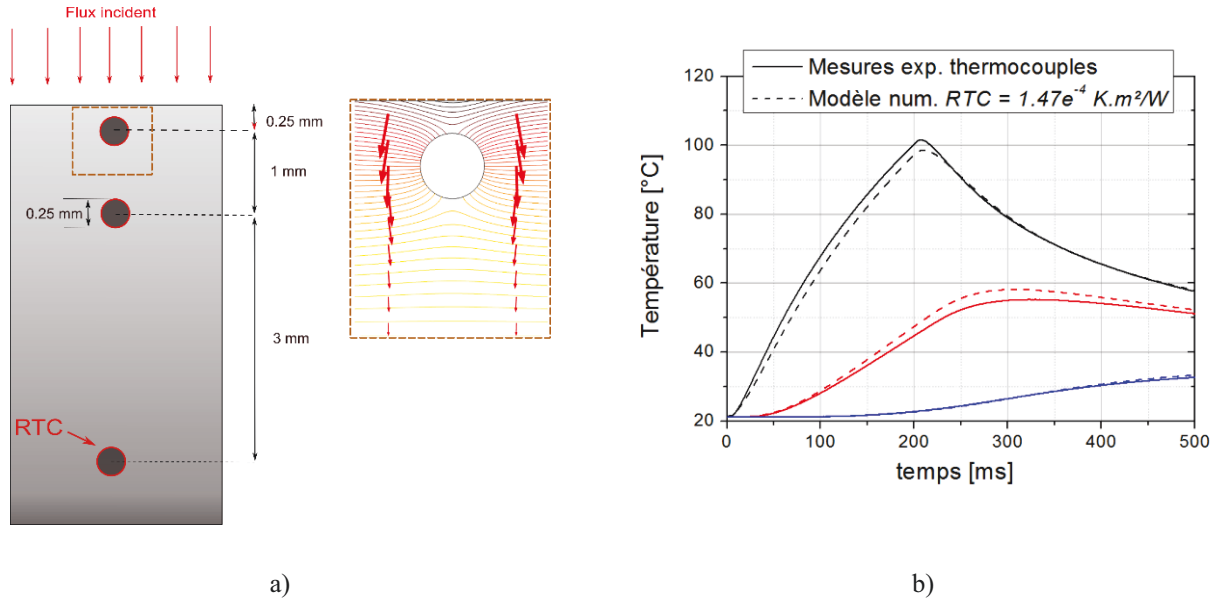 Flux incident
0.25 mm
1 mm
0.25 mm
3 mm
RTC
a)
Mesures exp. thermocouples
Modèle num. RTC = 1.47e⁻⁴ K.m²/W
120
100
80
60
40
20
Température [°C]
0 100 200 300 400 500
temps [ms]
b)